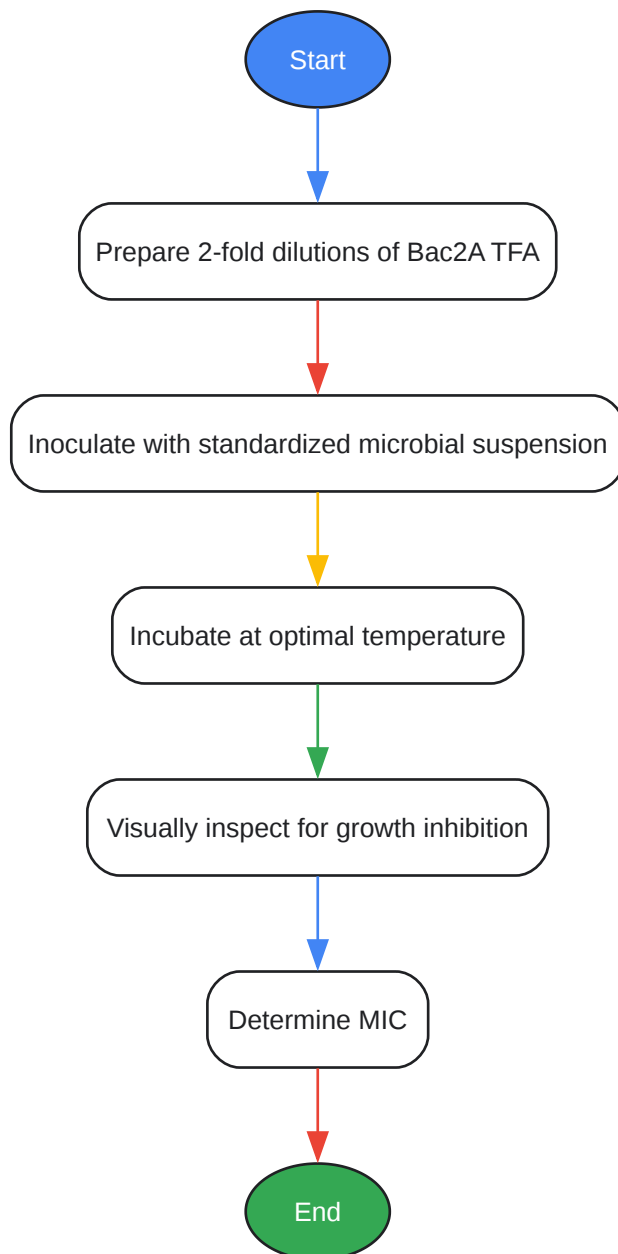 Start
Prepare 2-fold dilutions of Bac2A TFA
Inoculate with standardized microbial suspension
Incubate at optimal temperature
Visually inspect for growth inhibition
Determine MIC
End